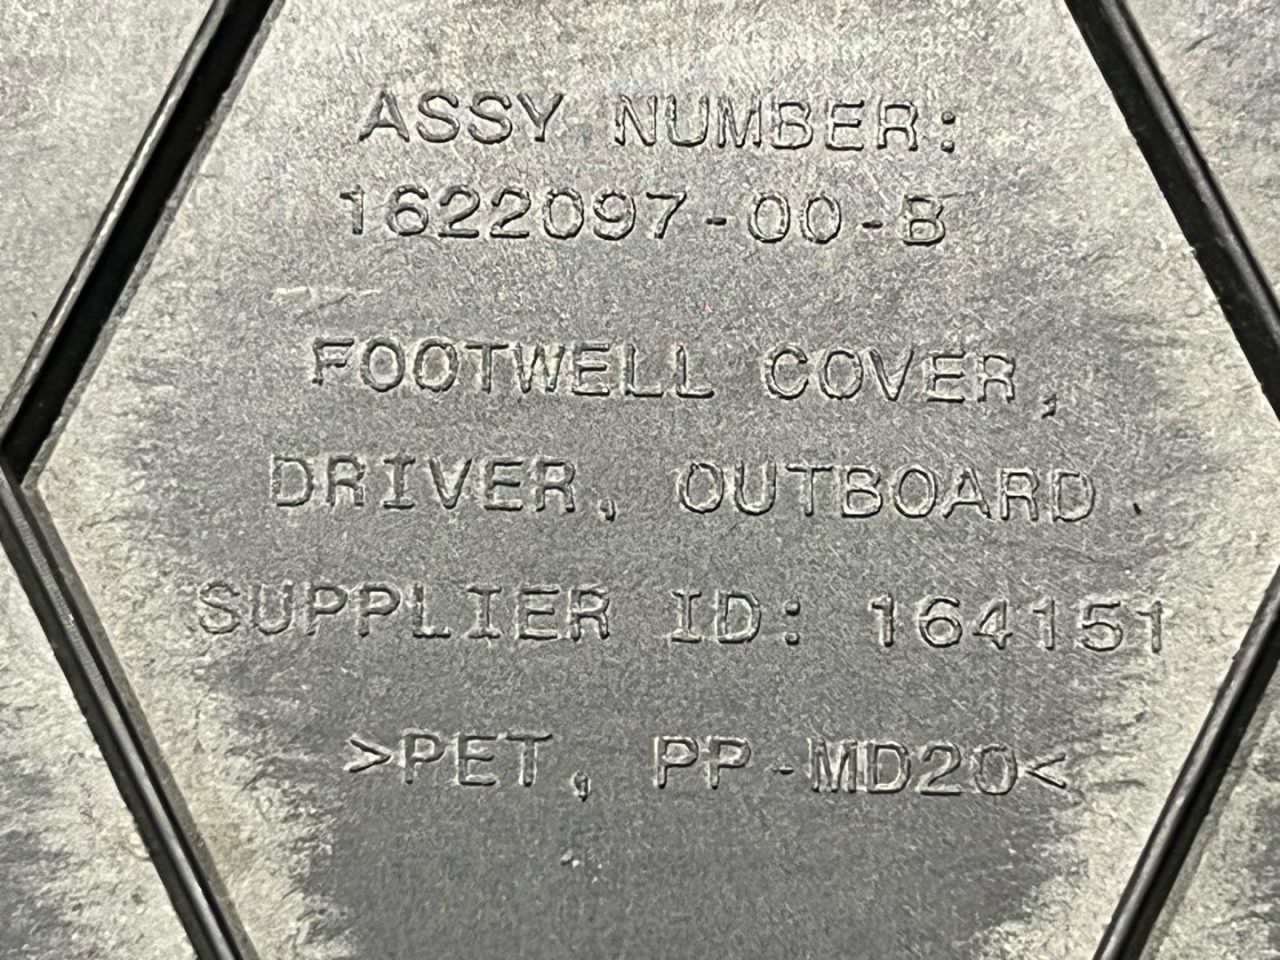 ASSY NUMBER:
1622097-00-B
FOOTWELL COVER,
DRIVER, OUTBOARD
SUPPLIER ID: 164151
>PET, PP-MD20<